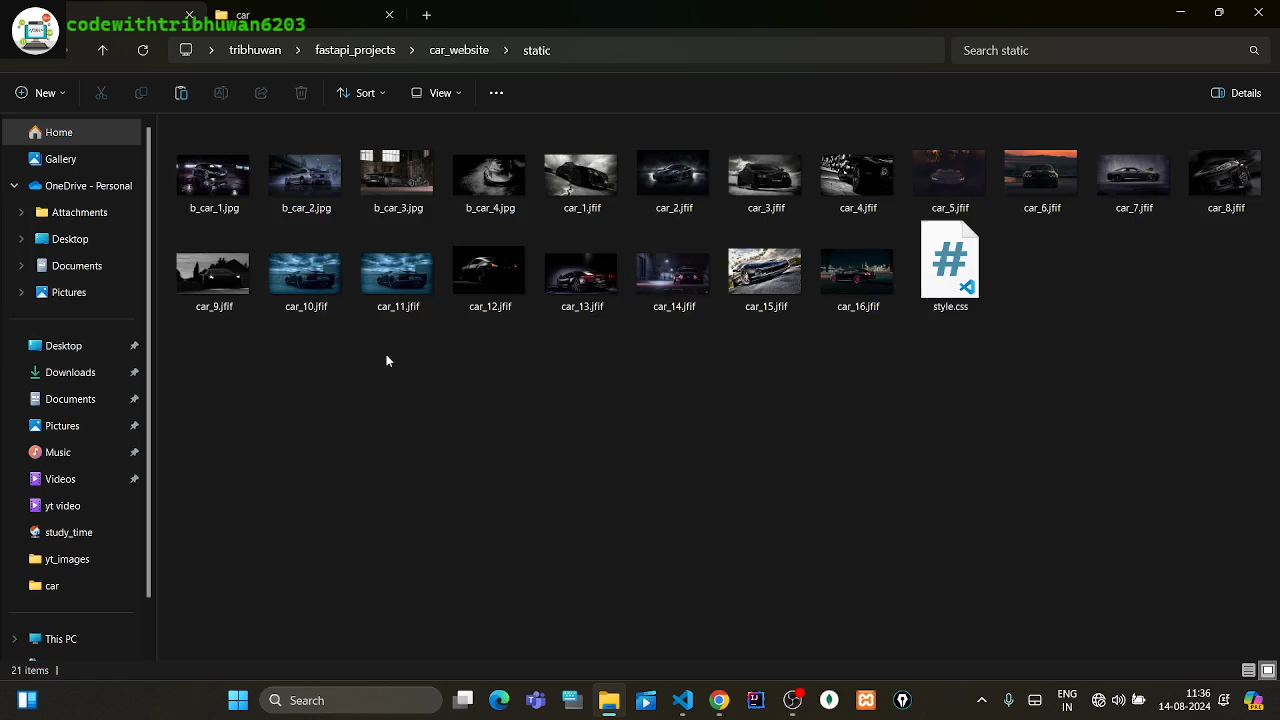 codewithtribhuwan6203
car
tribhuwan > fastapi_projects > car_website > static
Search static
New
Sort
View
Details
Home
Gallery
OneDrive - Personal
Attachments
Desktop
Documents
Pictures
Desktop
Downloads
Documents
Pictures
Music
Videos
yt video
study_time
yt_images
car
This PC
b_car_1.jpg
b_car_2.jpg
b_car_3.jpg
b_car_4.jpg
car_1.jfif
car_2.jfif
car_3.jfif
car_4.jfif
car_5.jfif
car_6.jfif
car_7.jfif
car_8.jfif
car_9.jfif
car_10.jfif
car_11.jfif
car_12.jfif
car_13.jfif
car_14.jfif
car_15.jfif
car_16.jfif
#
style.css
21 items
Search
ENG
IN
11:36
14-08-2024